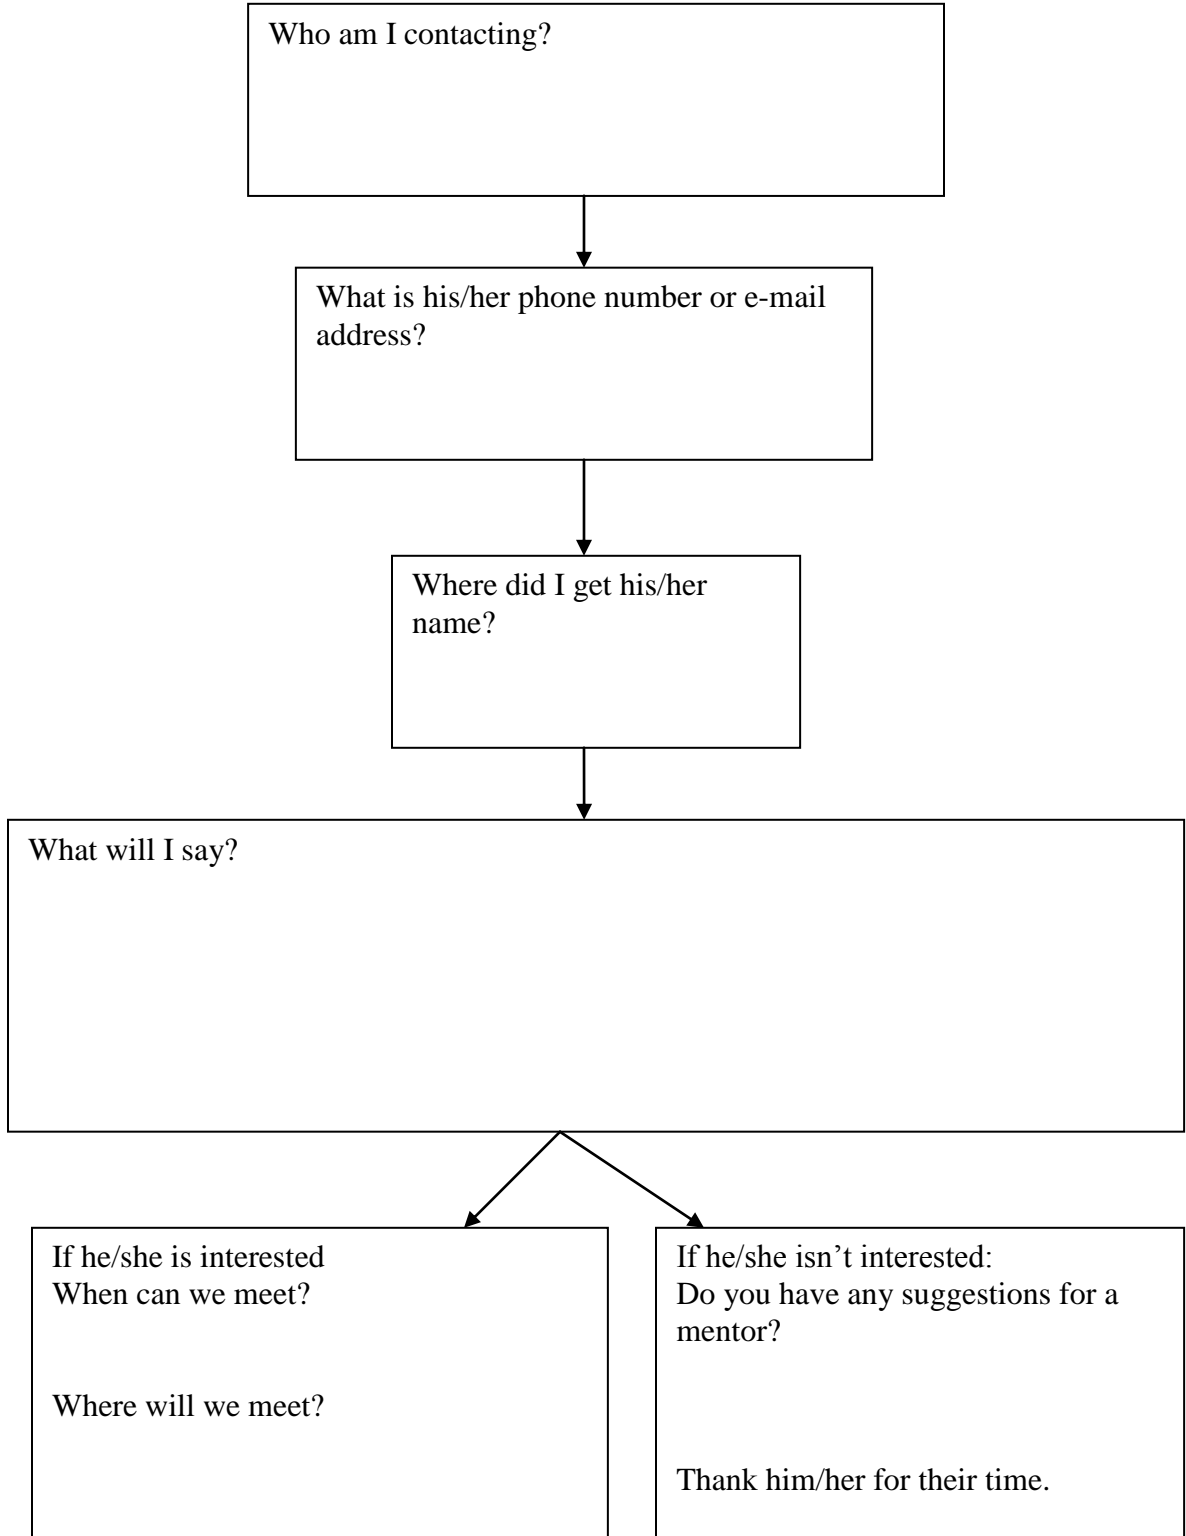 Who am I contacting?
What is his/her phone number or e-mail
address?
Where did I get his/her
name?
What will I say?
If he/she is interested
When can we meet?
Where will we meet?
If he/she isn’t interested:
Do you have any suggestions for a
mentor?
Thank him/her for their time.